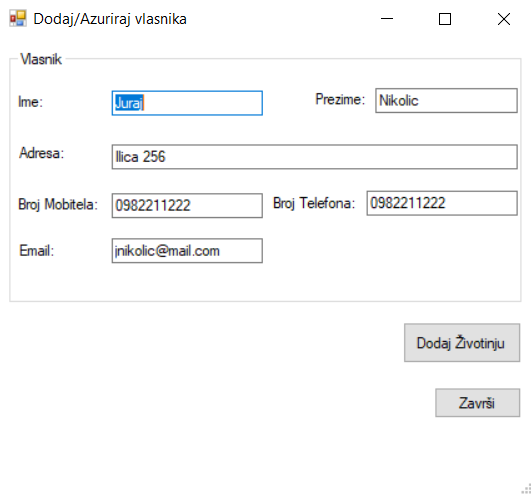 Dodaj/Azuriraj vlasnika
Vlasnik
Ime: Juraj Prezime: Nikolic
Adresa: Ilica 256
Broj Mobitela: 0982211222 Broj Telefona: 0982211222
Email: jnikolic@mail.com
Dodaj Životinju
Završi